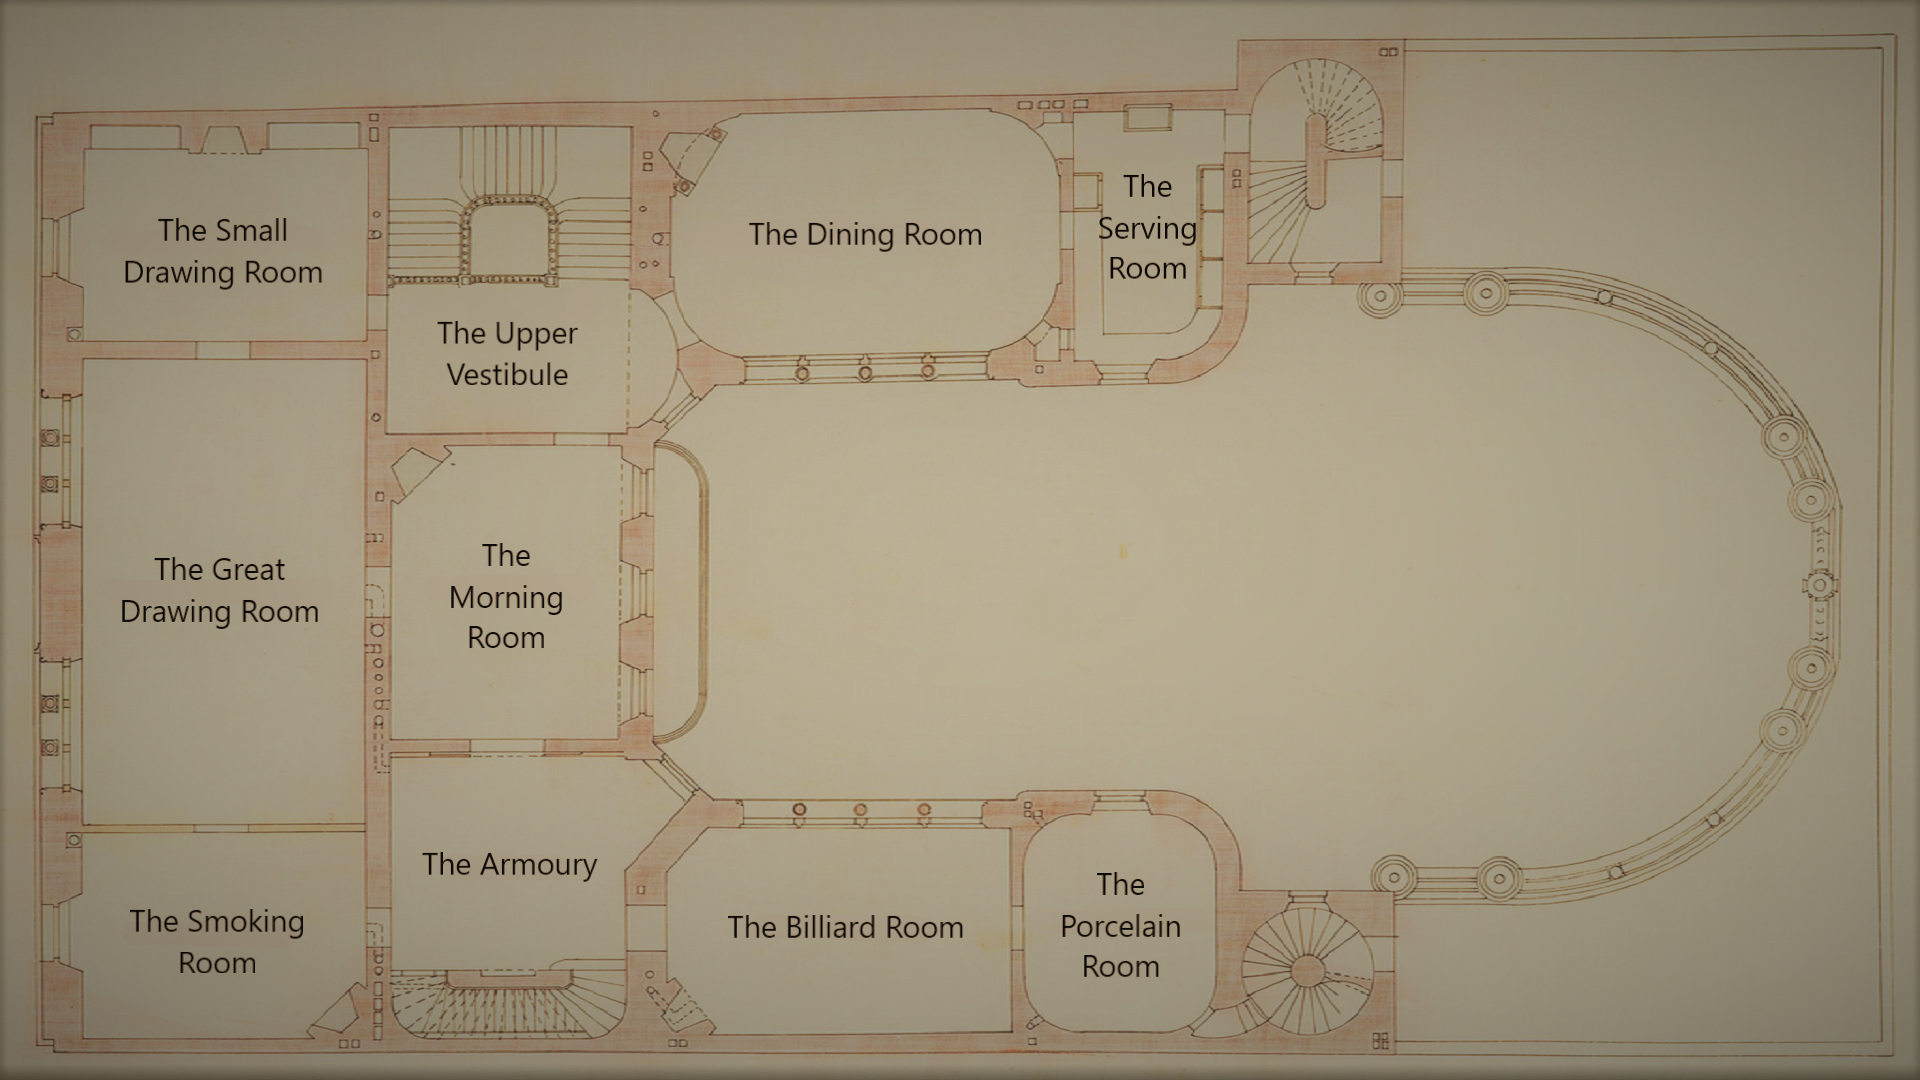 The Small
Drawing Room
The Upper
Vestibule
The Dining Room
The
Serving
Room
The Great
Drawing Room
The
Morning
Room
The Smoking
Room
The Armoury
The Billiard Room
The
Porcelain
Room